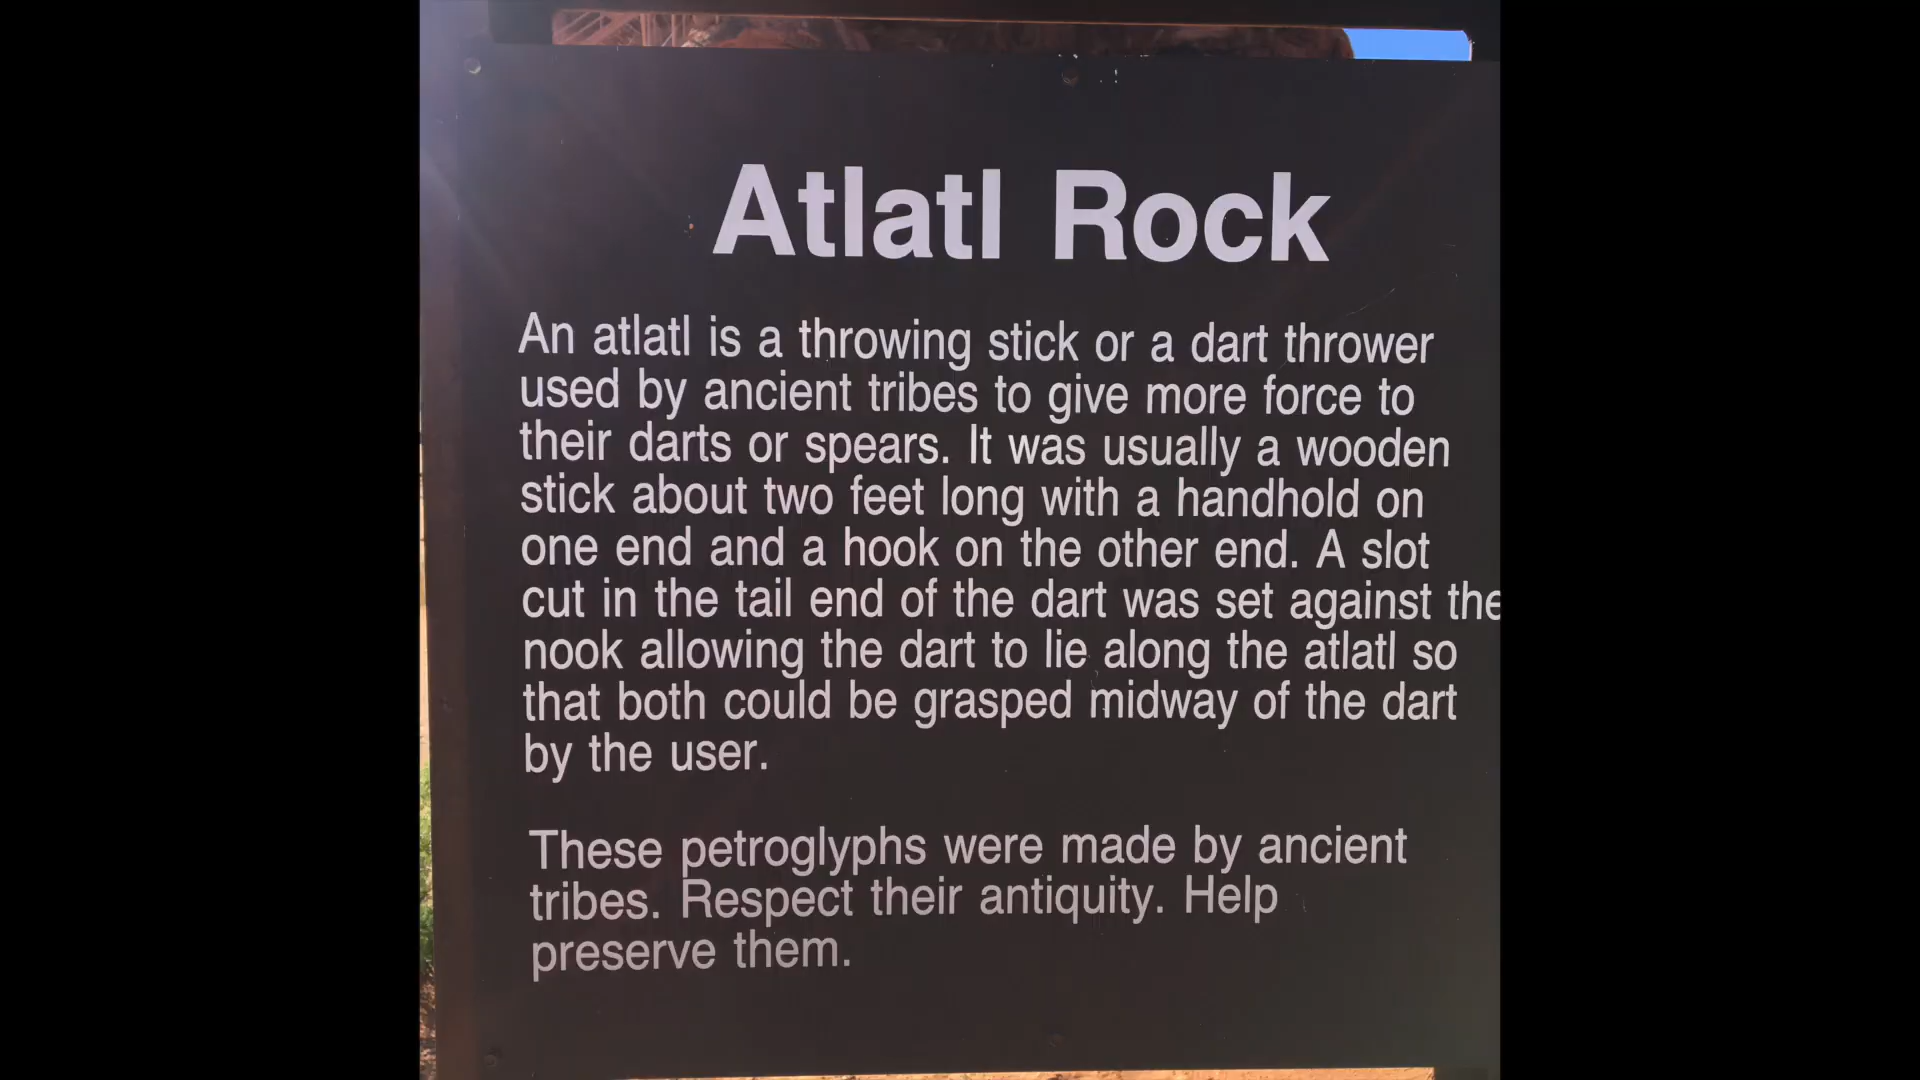 Atlatl Rock
An atlatl is a throwing stick or a dart thrower
used by ancient tribes to give more force to
their darts or spears. It was usually a wooden
stick about two feet long with a handhold on
one end and a hook on the other end. A slot
cut in the tail end of the dart was set against the
nook allowing the dart to lie along the atlatl so
that both could be grasped midway of the dart
by the user.
These petroglyphs were made by ancient
tribes. Respect their antiquity. Help
preserve them.